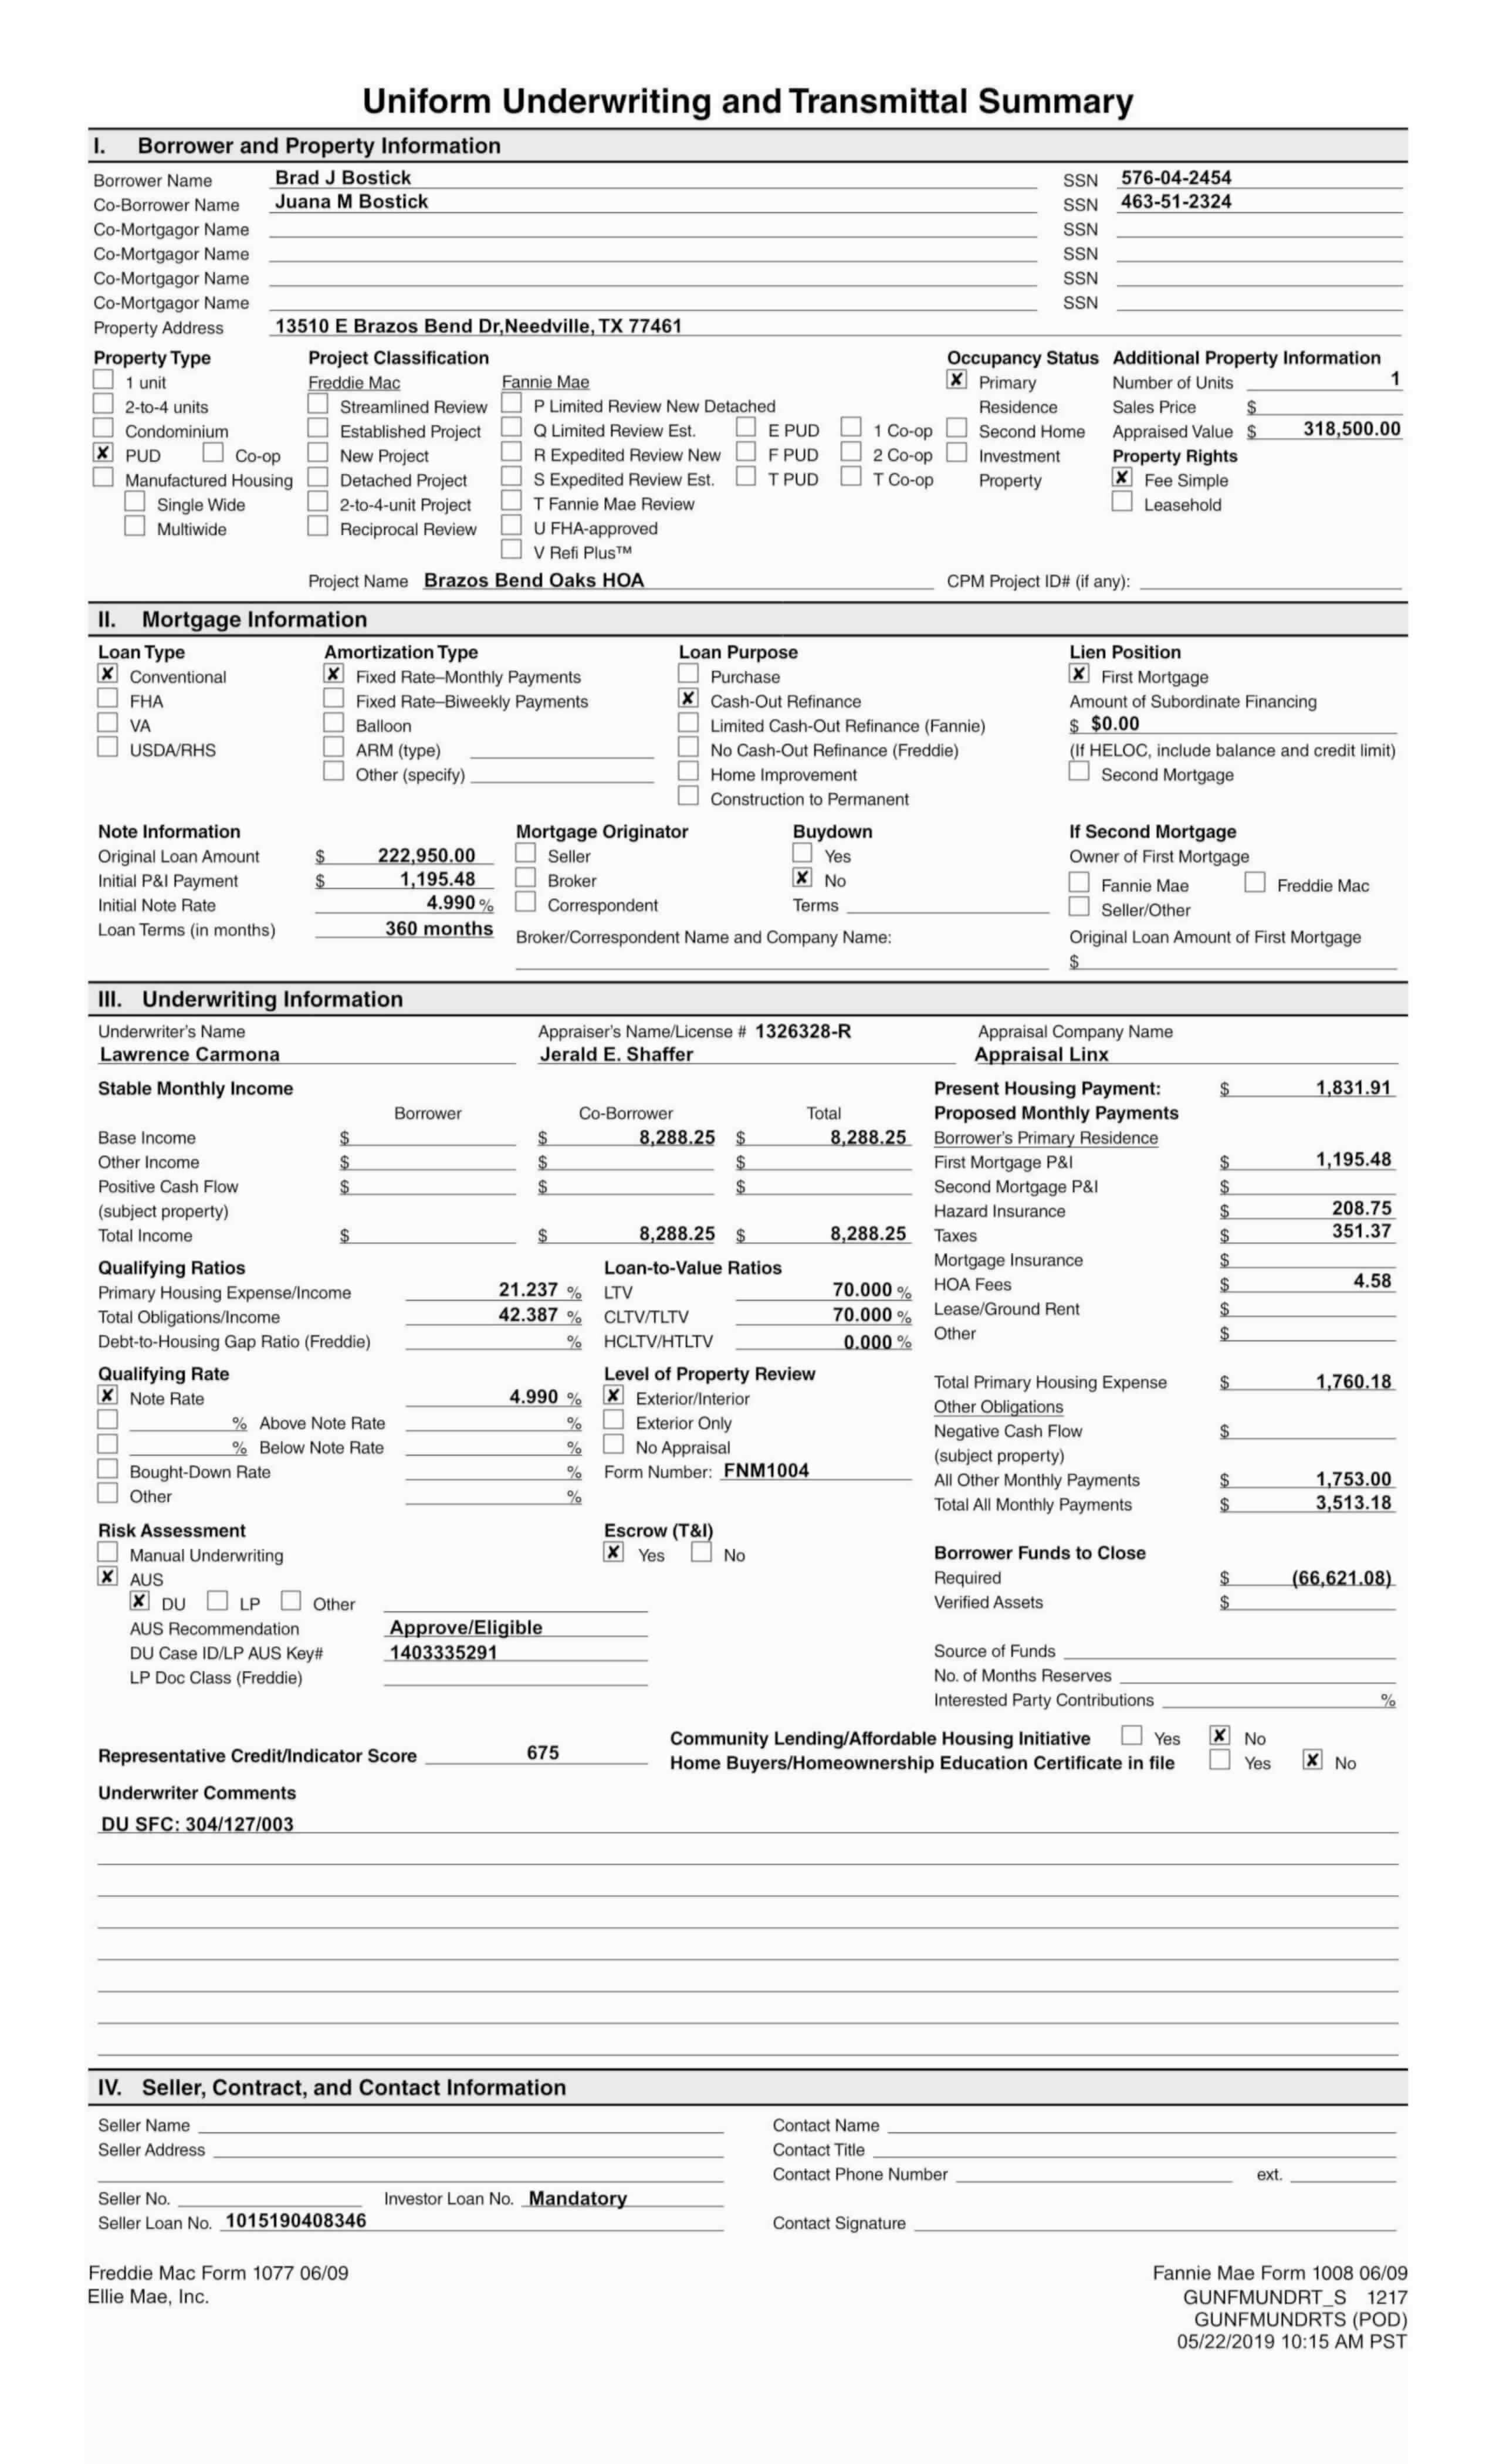 Uniform Underwriting and Transmittal Summary
I. Borrower and Property Information
Borrower Name Brad J Bostick SSN 576-04-2454
Co-Borrower Name Juana M Bostick SSN 463-51-2324
Co-Mortgagor Name SSN
Co-Mortgagor Name SSN
Co-Mortgagor Name SSN
Co-Mortgagor Name SSN
Property Address 13510 E Brazos Bend Dr,Needville, TX 77461
Property Type Project Classification Occupancy Status Additional Property Information
1 unit Freddie Mac Fannie Mae X Primary Number of Units 1
2-to-4 units Streamlined Review P Limited Review New Detached Residence Sales Price $
Condominium Established Project Q Limited Review Est. E PUD 1 Co-op Second Home Appraised Value $ 318,500.00
X PUD Co-op New Project R Expedited Review New F PUD 2 Co-op Investment Property Rights
Manufactured Housing Detached Project S Expedited Review Est. T PUD T Co-op Property X Fee Simple
Single Wide 2-to-4-unit Project T Fannie Mae Review Leasehold
Multiwide Reciprocal Review U FHA-approved
V Refi Plus™
Project Name Brazos Bend Oaks HOA CPM Project ID# (if any):
II. Mortgage Information
Loan Type Amortization Type Loan Purpose Lien Position
X Conventional X Fixed Rate–Monthly Payments Purchase X First Mortgage
FHA Fixed Rate–Biweekly Payments X Cash-Out Refinance Amount of Subordinate Financing
VA Balloon Limited Cash-Out Refinance (Fannie) $ $0.00
USDA/RHS ARM (type) No Cash-Out Refinance (Freddie) (If HELOC, include balance and credit limit)
Other (specify) Home Improvement Second Mortgage
Construction to Permanent
Note Information Mortgage Originator Buydown If Second Mortgage
Original Loan Amount $ 222,950.00 Seller Yes Owner of First Mortgage
Initial P&I Payment $ 1,195.48 Broker X No Fannie Mae Freddie Mac
Initial Note Rate 4.990 % Correspondent Terms Seller/Other
Loan Terms (in months) 360 months Broker/Correspondent Name and Company Name: Original Loan Amount of First Mortgage
$
III. Underwriting Information
Underwriter's Name Appraiser's Name/License # 1326328-R Appraisal Company Name
Lawrence Carmona Jerald E. Shaffer Appraisal Linx
Stable Monthly Income Present Housing Payment: $ 1,831.91
Borrower Co-Borrower Total Proposed Monthly Payments
Base Income $ $ 8,288.25 $ 8,288.25 Borrower's Primary Residence
Other Income $ $ $ First Mortgage P&I $ 1,195.48
Positive Cash Flow $ $ $ Second Mortgage P&I $
(subject property) Hazard Insurance $ 208.75
Total Income $ $ 8,288.25 $ 8,288.25 Taxes $ 351.37
Qualifying Ratios Loan-to-Value Ratios Mortgage Insurance $
Primary Housing Expense/Income 21.237 % LTV 70.000 % HOA Fees $ 4.58
Total Obligations/Income 42.387 % CLTV/TLTV 70.000 % Lease/Ground Rent $
Debt-to-Housing Gap Ratio (Freddie) % HCLTV/HTLTV 0.000 % Other $
Qualifying Rate Level of Property Review Total Primary Housing Expense $ 1,760.18
X Note Rate 4.990 % X Exterior/Interior Other Obligations
% Above Note Rate % Exterior Only Negative Cash Flow $
% Below Note Rate % No Appraisal (subject property)
Bought-Down Rate % Form Number: FNM1004 All Other Monthly Payments $ 1,753.00
Other % Total All Monthly Payments $ 3,513.18
Risk Assessment Escrow (T&I)
Manual Underwriting X Yes No Borrower Funds to Close
X AUS Required $ (66,621.08)
X DU LP Other Verified Assets $
AUS Recommendation Approve/Eligible
DU Case ID/LP AUS Key# 1403335291 Source of Funds
LP Doc Class (Freddie) No. of Months Reserves
Interested Party Contributions %
Community Lending/Affordable Housing Initiative Yes X No
Representative Credit/Indicator Score 675 Home Buyers/Homeownership Education Certificate in file Yes X No
Underwriter Comments
DU SFC: 304/127/003
IV. Seller, Contract, and Contact Information
Seller Name Contact Name
Seller Address Contact Title
Contact Phone Number ext.
Seller No. Investor Loan No. Mandatory
Seller Loan No. 1015190408346 Contact Signature
Freddie Mac Form 1077 06/09 Fannie Mae Form 1008 06/09
Ellie Mae, Inc. GUNFMUNDRT_S 1217
GUNFMUNDRTS (POD)
05/22/2019 10:15 AM PST